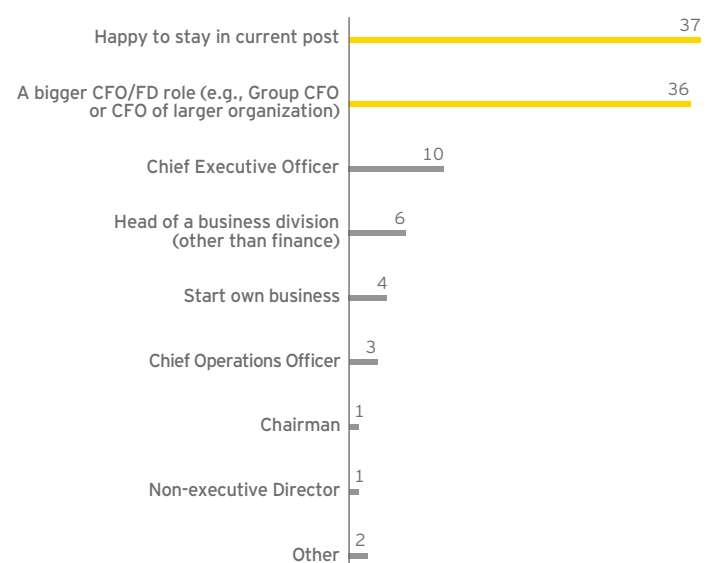 Happy to stay in current post
37
A bigger CFO/FD role (e.g., Group CFO
or CFO of larger organization)
36
Chief Executive Officer
10
Head of a business division
(other than finance)
6
Start own business
4
Chief Operations Officer
3
Chairman
1
Non-executive Director
1
Other
2